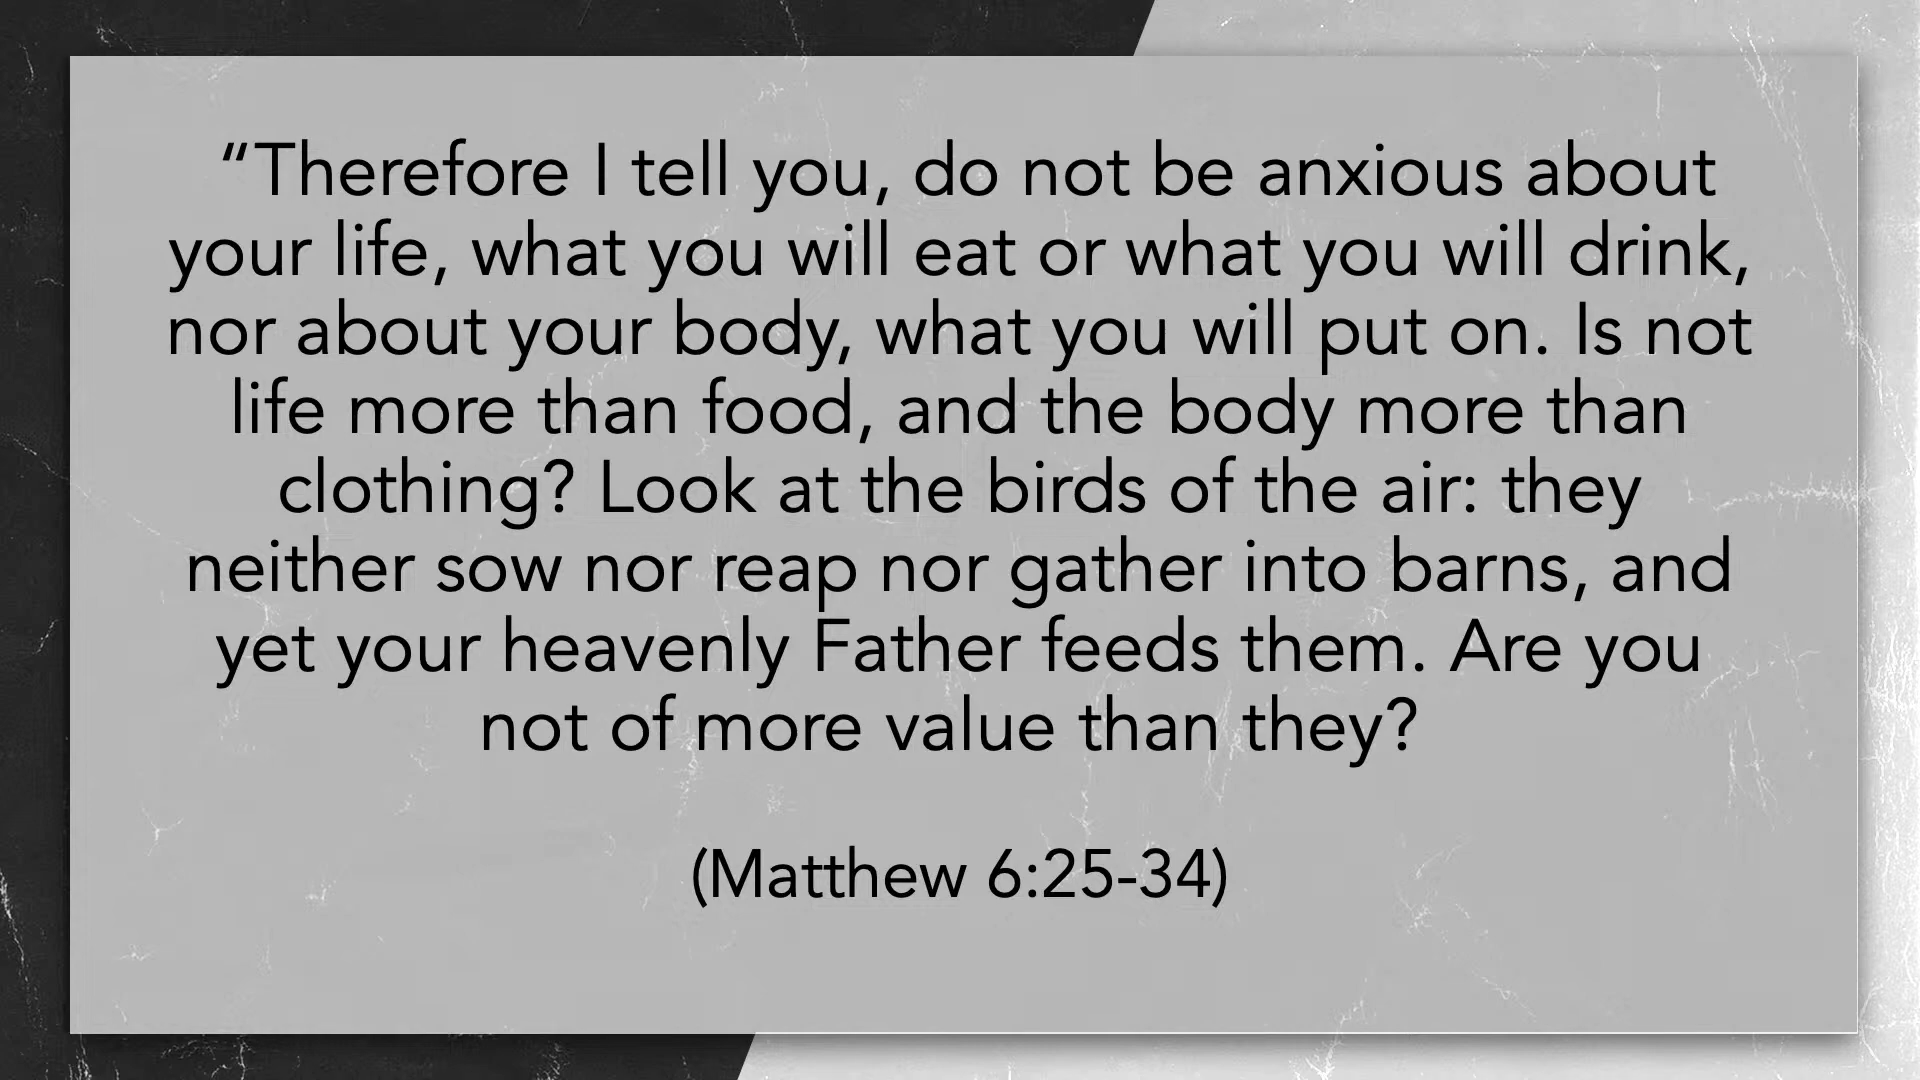 “Therefore I tell you, do not be anxious about
your life, what you will eat or what you will drink,
nor about your body, what you will put on. Is not
life more than food, and the body more than
clothing? Look at the birds of the air: they
neither sow nor reap nor gather into barns, and
yet your heavenly Father feeds them. Are you
not of more value than they?
(Matthew 6:25-34)